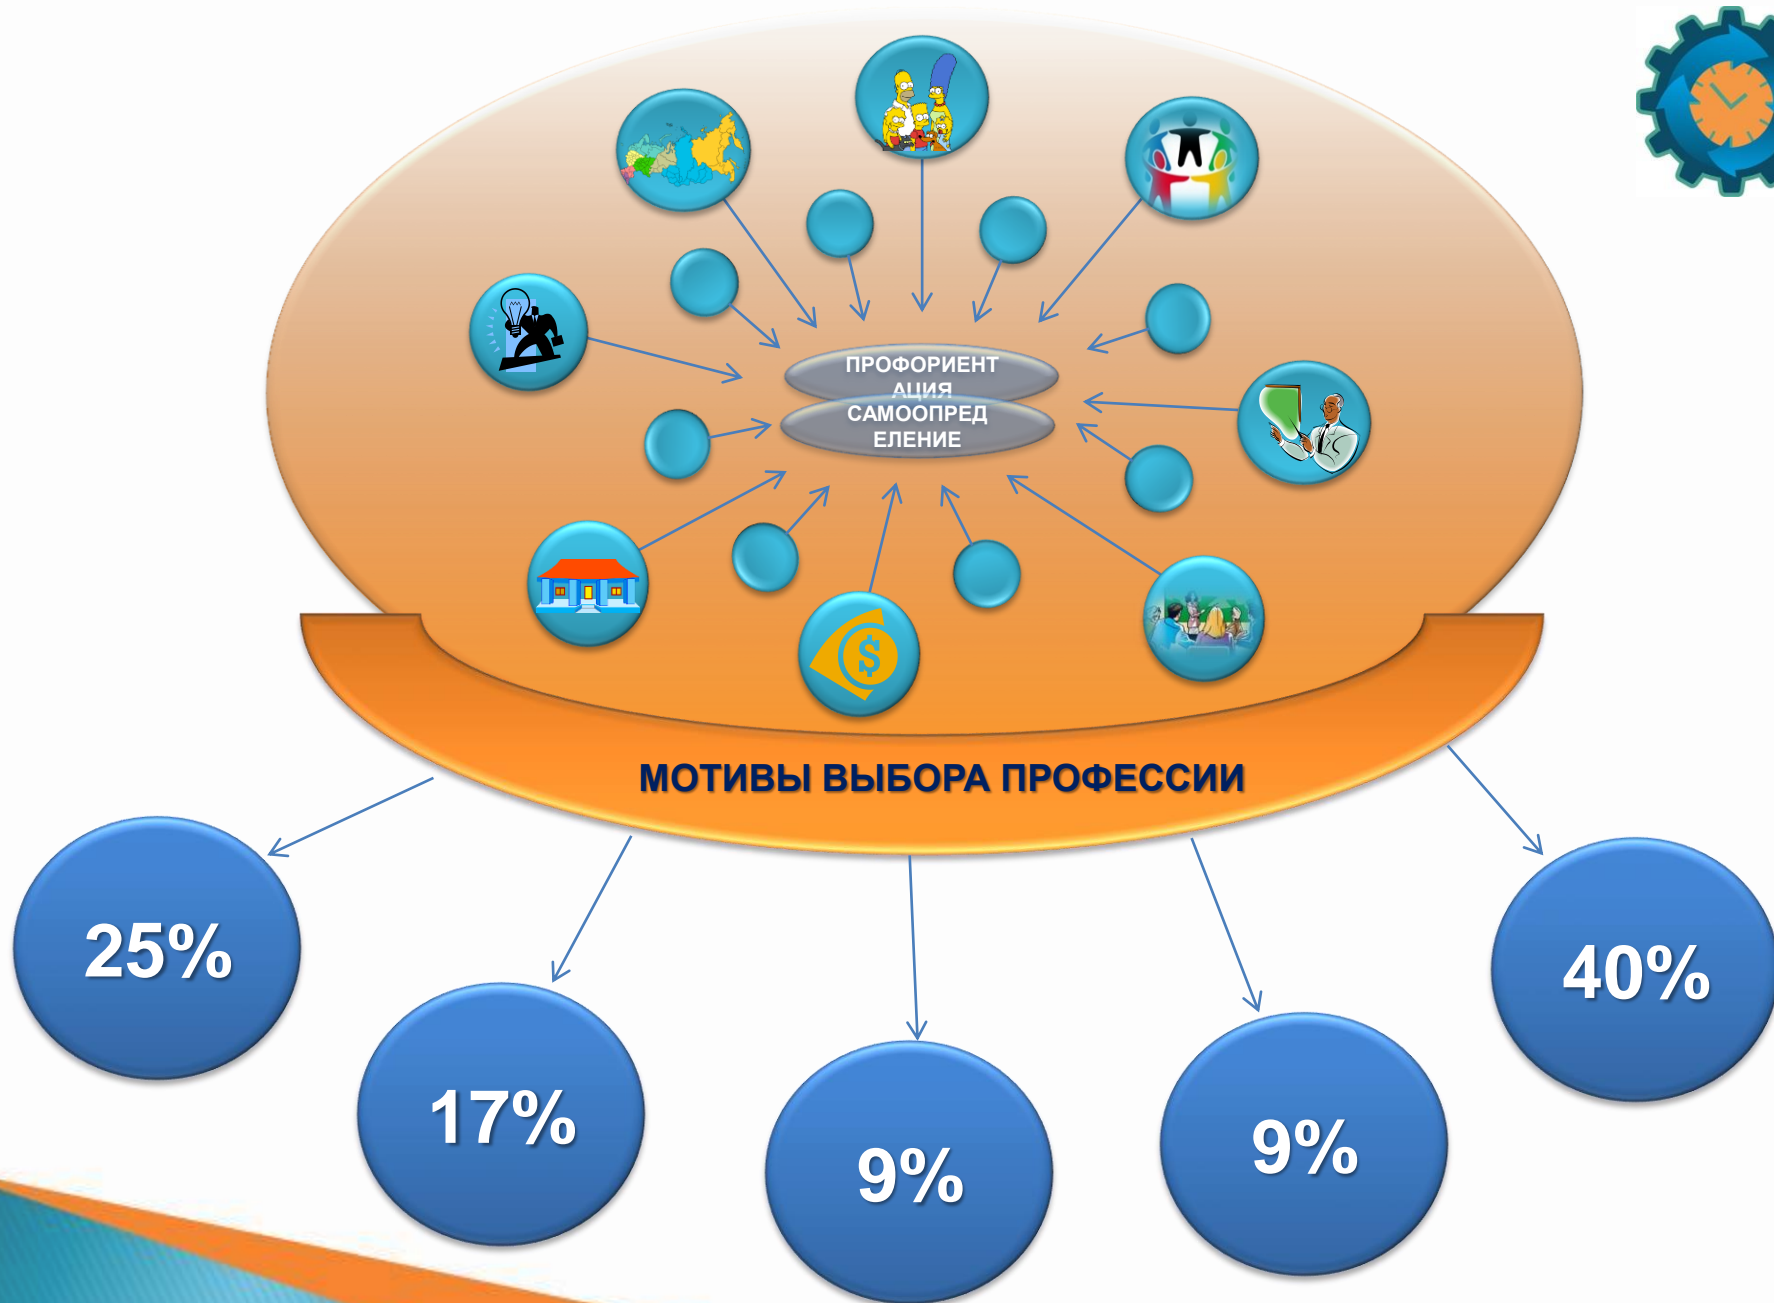 ПРОФОРИЕНТ
АЦИЯ
САМООПРЕД
ЕЛЕНИЕ
$
МОТИВЫ ВЫБОРА ПРОФЕССИИ
25%
17%
9%
9%
40%